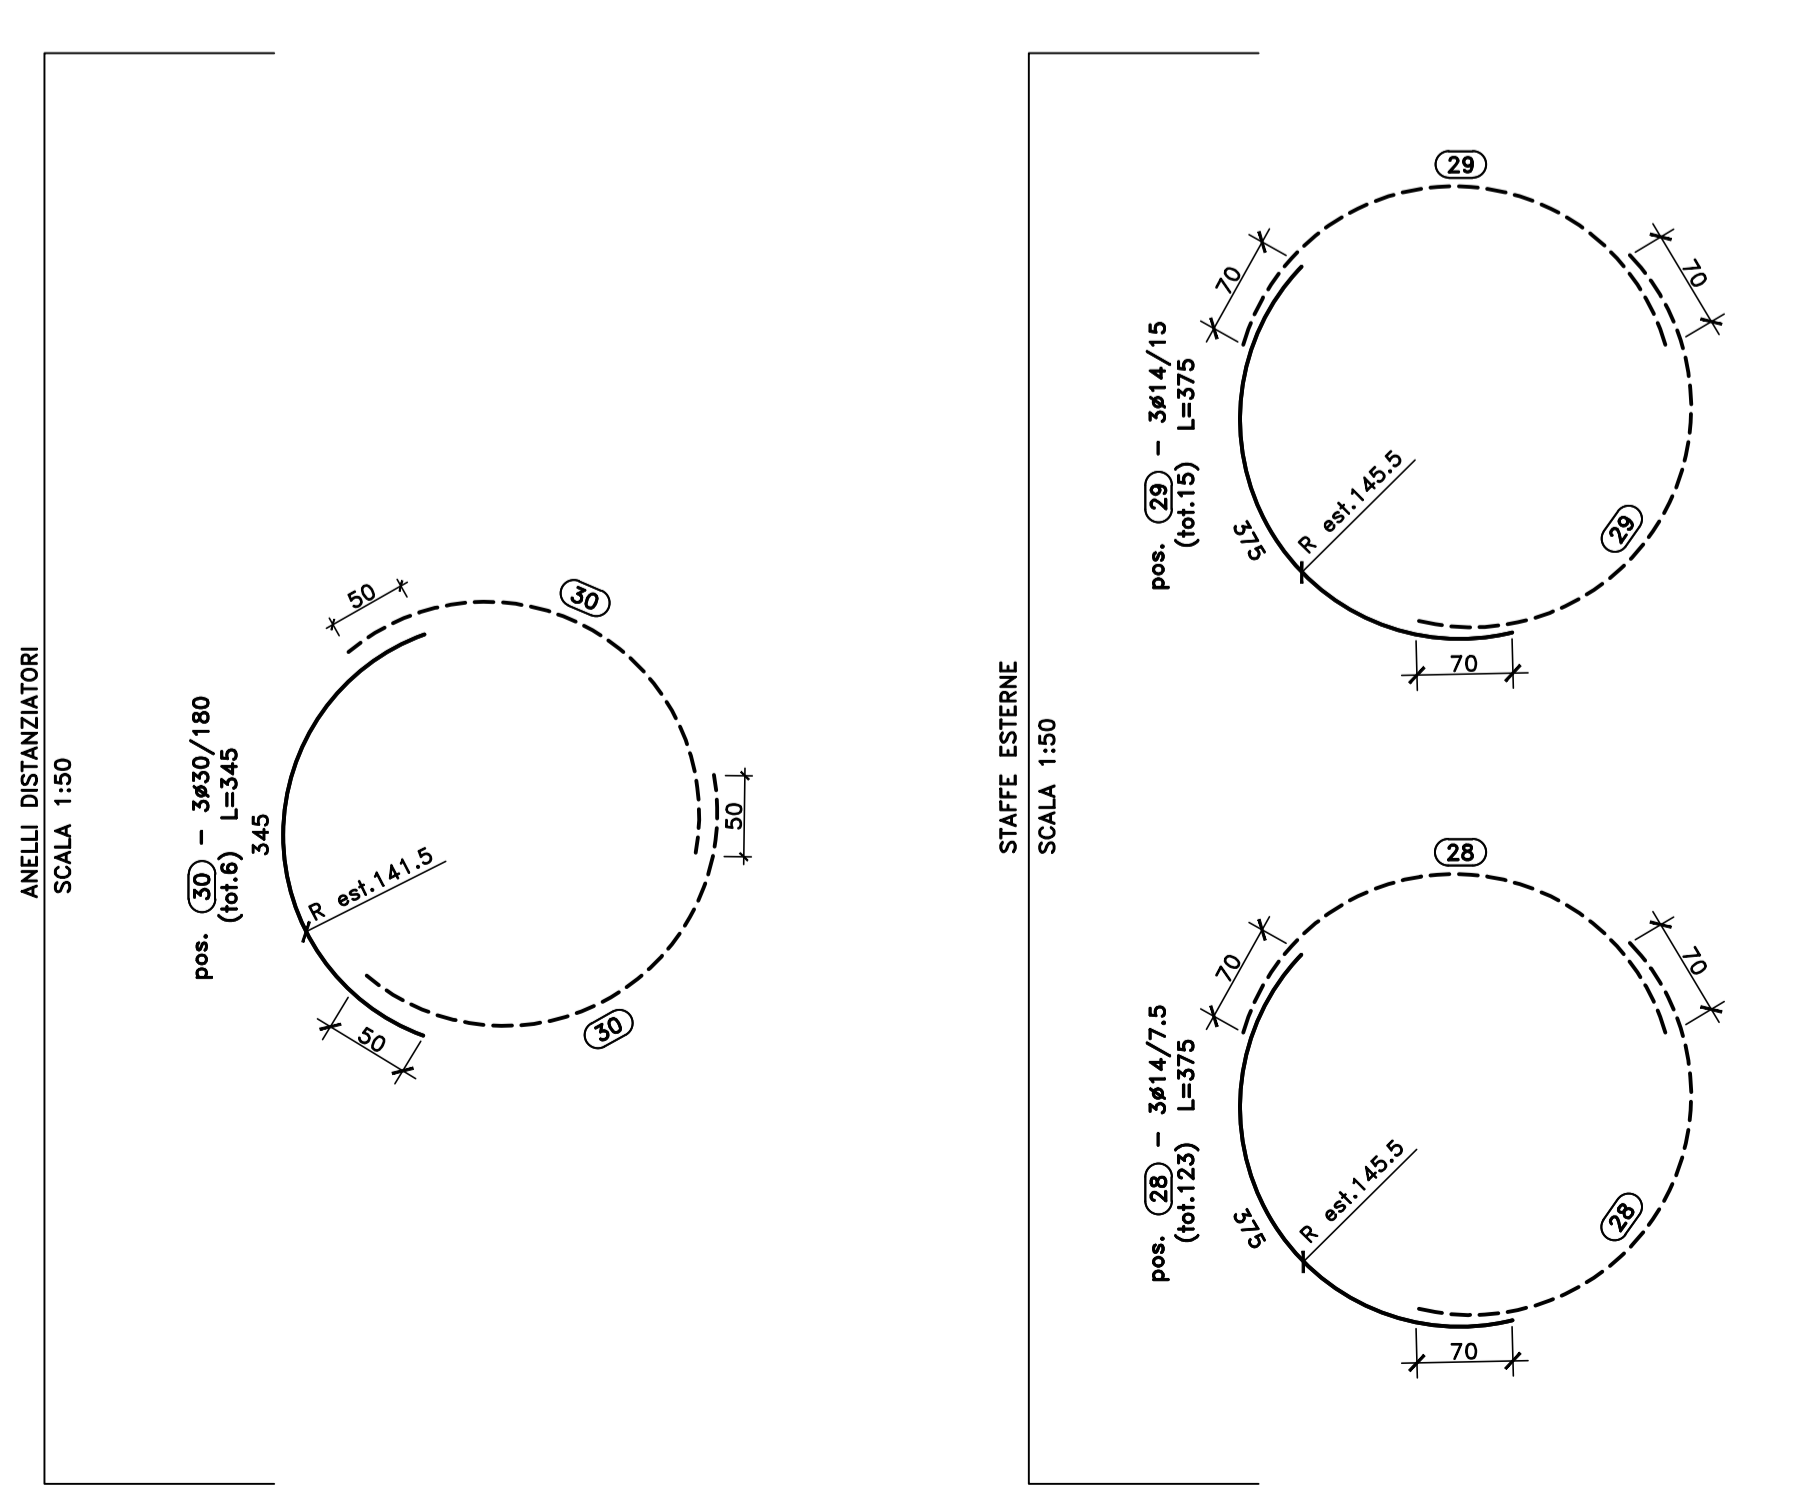 ANELLI DISTANZIATORI
SCALA 1:50
pos. 30 - 3ø30/180
(tot.6) L=345
345
R est.141.5
50
30
50
30
50
STAFFE ESTERNE
SCALA 1:50
pos. 29 - 3ø14/15
(tot.15) L=375
375
R est.145.5
70
29
70
29
70
pos. 28 - 3ø14/7.5
(tot.123) L=375
375
R est.145.5
70
28
70
28
70